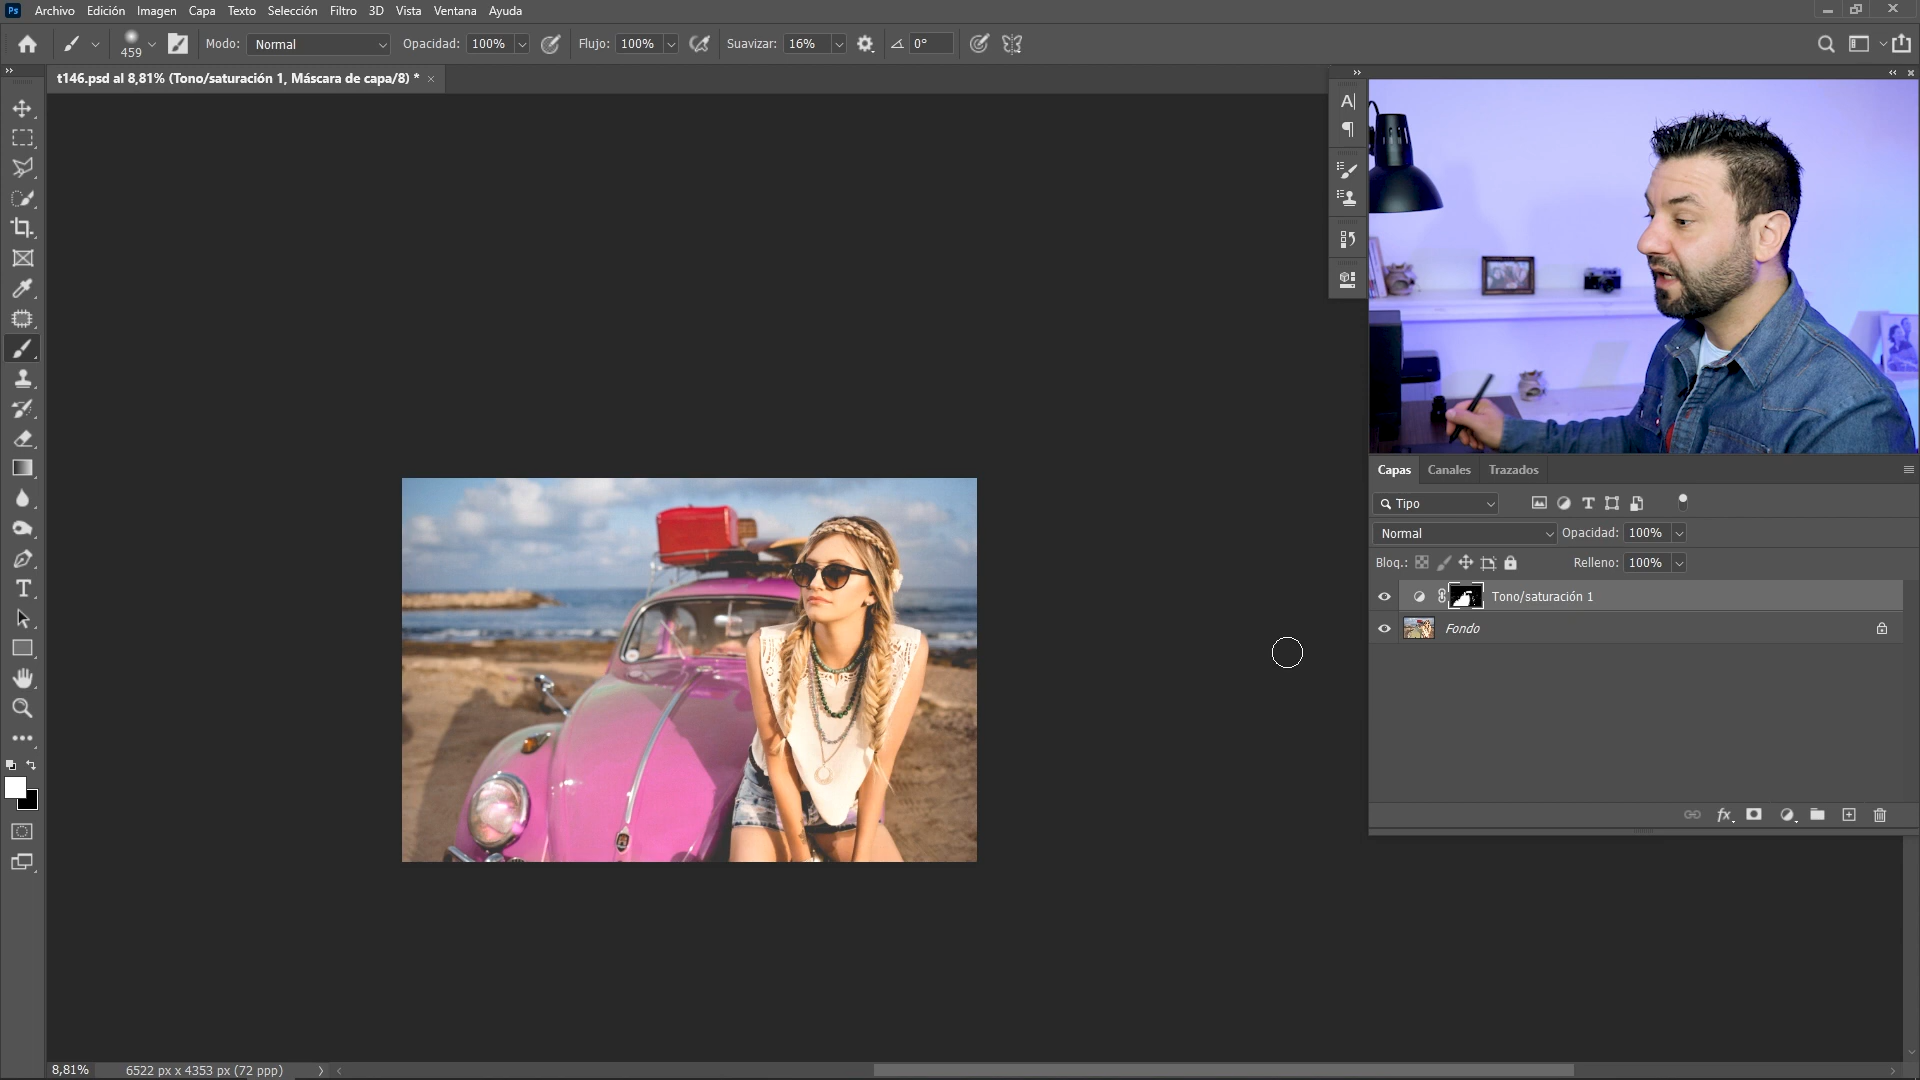 Ps Archivo Edición Imagen Capa Texto Selección Filtro 3D Vista Ventana Ayuda
459 Modo: Normal Opacidad: 100% Flujo: 100% Suavizar: 16% 0°
t146.psd al 8,81% (Tono/saturación 1, Máscara de capa/8) *
Capas Canales Trazados
Tipo
Normal Opacidad: 100%
Bloq.: Relleno: 100%
Tono/saturación 1
Fondo
fx
8,81% 6522 px x 4353 px (72 ppp)